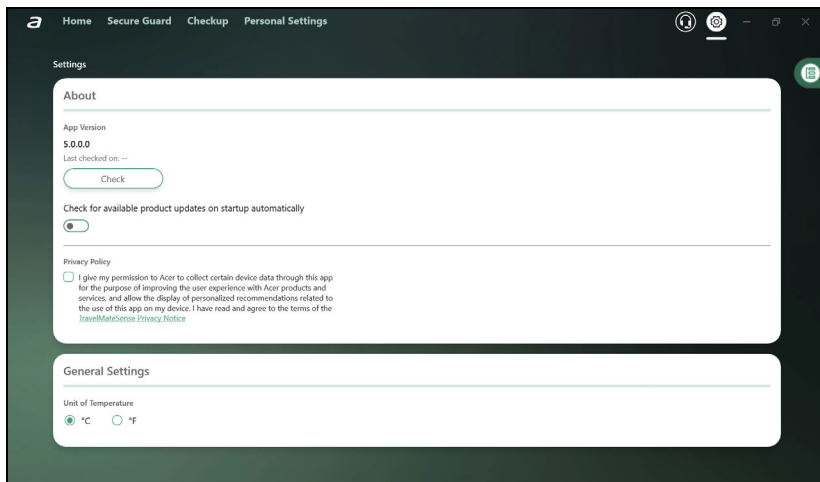 a Home Secure Guard Checkup Personal Settings
Settings
About
App Version
5.0.0.0
Last checked on: --
Check
Check for available product updates on startup automatically
Privacy Policy
I give my permission to Acer to collect certain device data through this app
for the purpose of improving the user experience with Acer products and
services, and allow the display of personalized recommendations related to
the use of this app on my device. I have read and agree to the terms of the
TravelMateSense Privacy Notice
General Settings
Unit of Temperature
°C °F